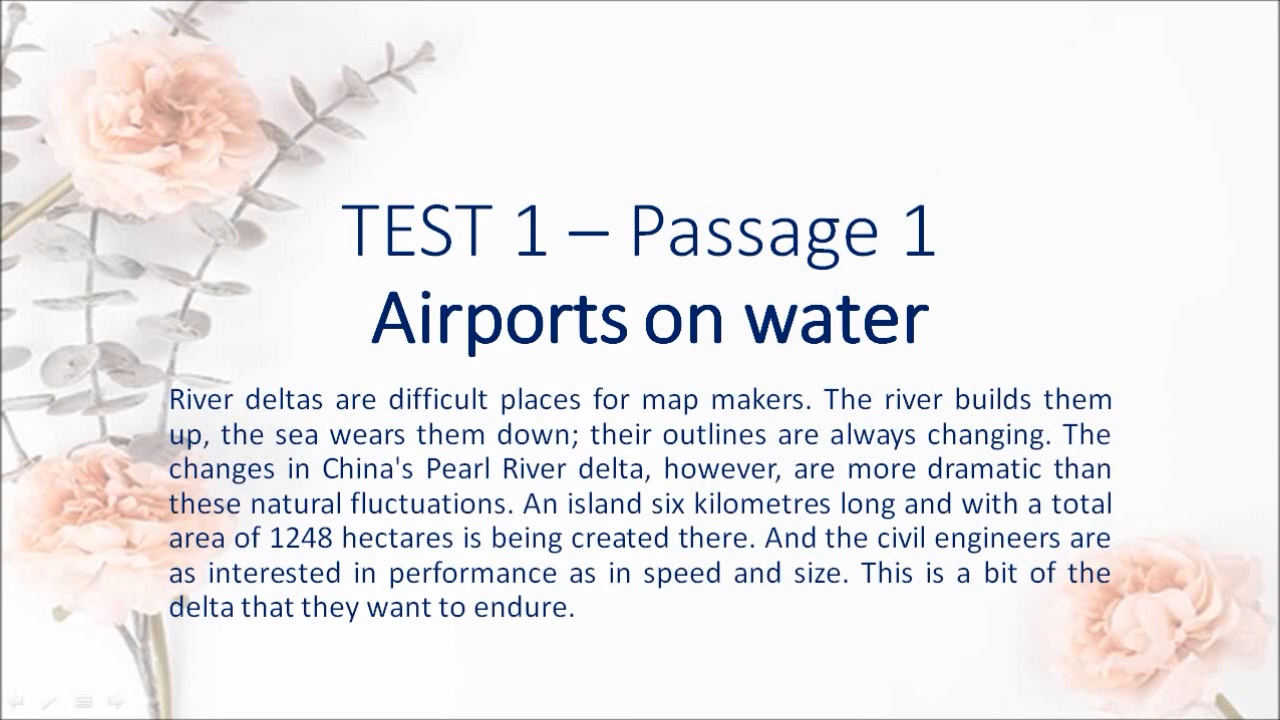 TEST 1 – Passage 1
Airports on water
River deltas are difficult places for map makers. The river builds them
up, the sea wears them down; their outlines are always changing. The
changes in China's Pearl River delta, however, are more dramatic than
these natural fluctuations. An island six kilometres long and with a total
area of 1248 hectares is being created there. And the civil engineers are
as interested in performance as in speed and size. This is a bit of the
delta that they want to endure.